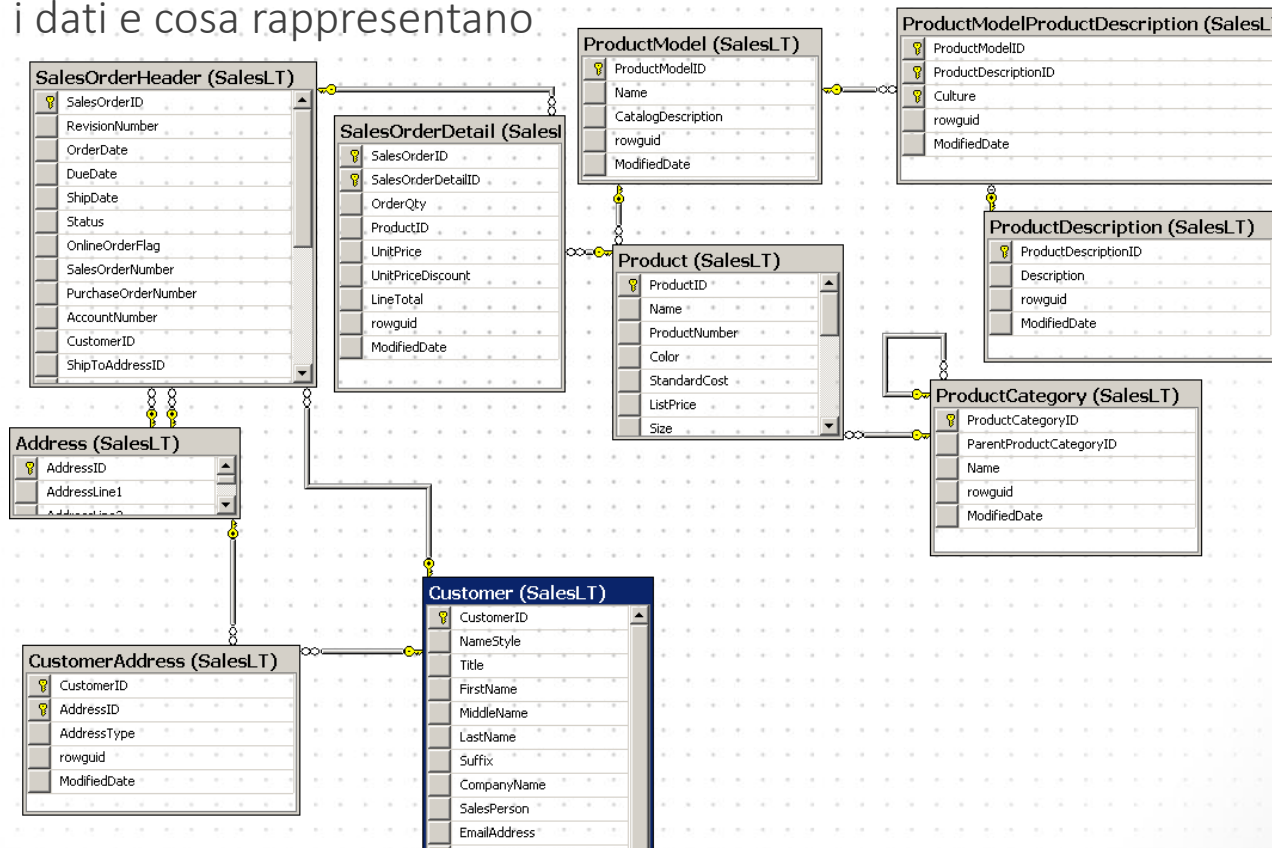 i dati e cosa rappresentano
SalesOrderHeader (SalesLT)
SalesOrderID
RevisionNumber
OrderDate
DueDate
ShipDate
Status
OnlineOrderFlag
SalesOrderNumber
PurchaseOrderNumber
AccountNumber
CustomerID
ShipToAddressID
SalesOrderDetail (Sales
SalesOrderID
SalesOrderDetailID
OrderQty
ProductID
UnitPrice
UnitPriceDiscount
LineTotal
rowguid
ModifiedDate
ProductModel (SalesLT)
ProductModelID
Name
CatalogDescription
rowguid
ModifiedDate
ProductModelProductDescription (SalesLT
ProductModelID
ProductDescriptionID
Culture
rowguid
ModifiedDate
ProductDescription (SalesLT)
ProductDescriptionID
Description
rowguid
ModifiedDate
Product (SalesLT)
ProductID
Name
ProductNumber
Color
StandardCost
ListPrice
Size
ProductCategory (SalesLT)
ProductCategoryID
ParentProductCategoryID
Name
rowguid
ModifiedDate
Address (SalesLT)
AddressID
AddressLine1
AddressLine2
CustomerAddress (SalesLT)
CustomerID
AddressID
AddressType
rowguid
ModifiedDate
Customer (SalesLT)
CustomerID
NameStyle
Title
FirstName
MiddleName
LastName
Suffix
CompanyName
SalesPerson
EmailAddress